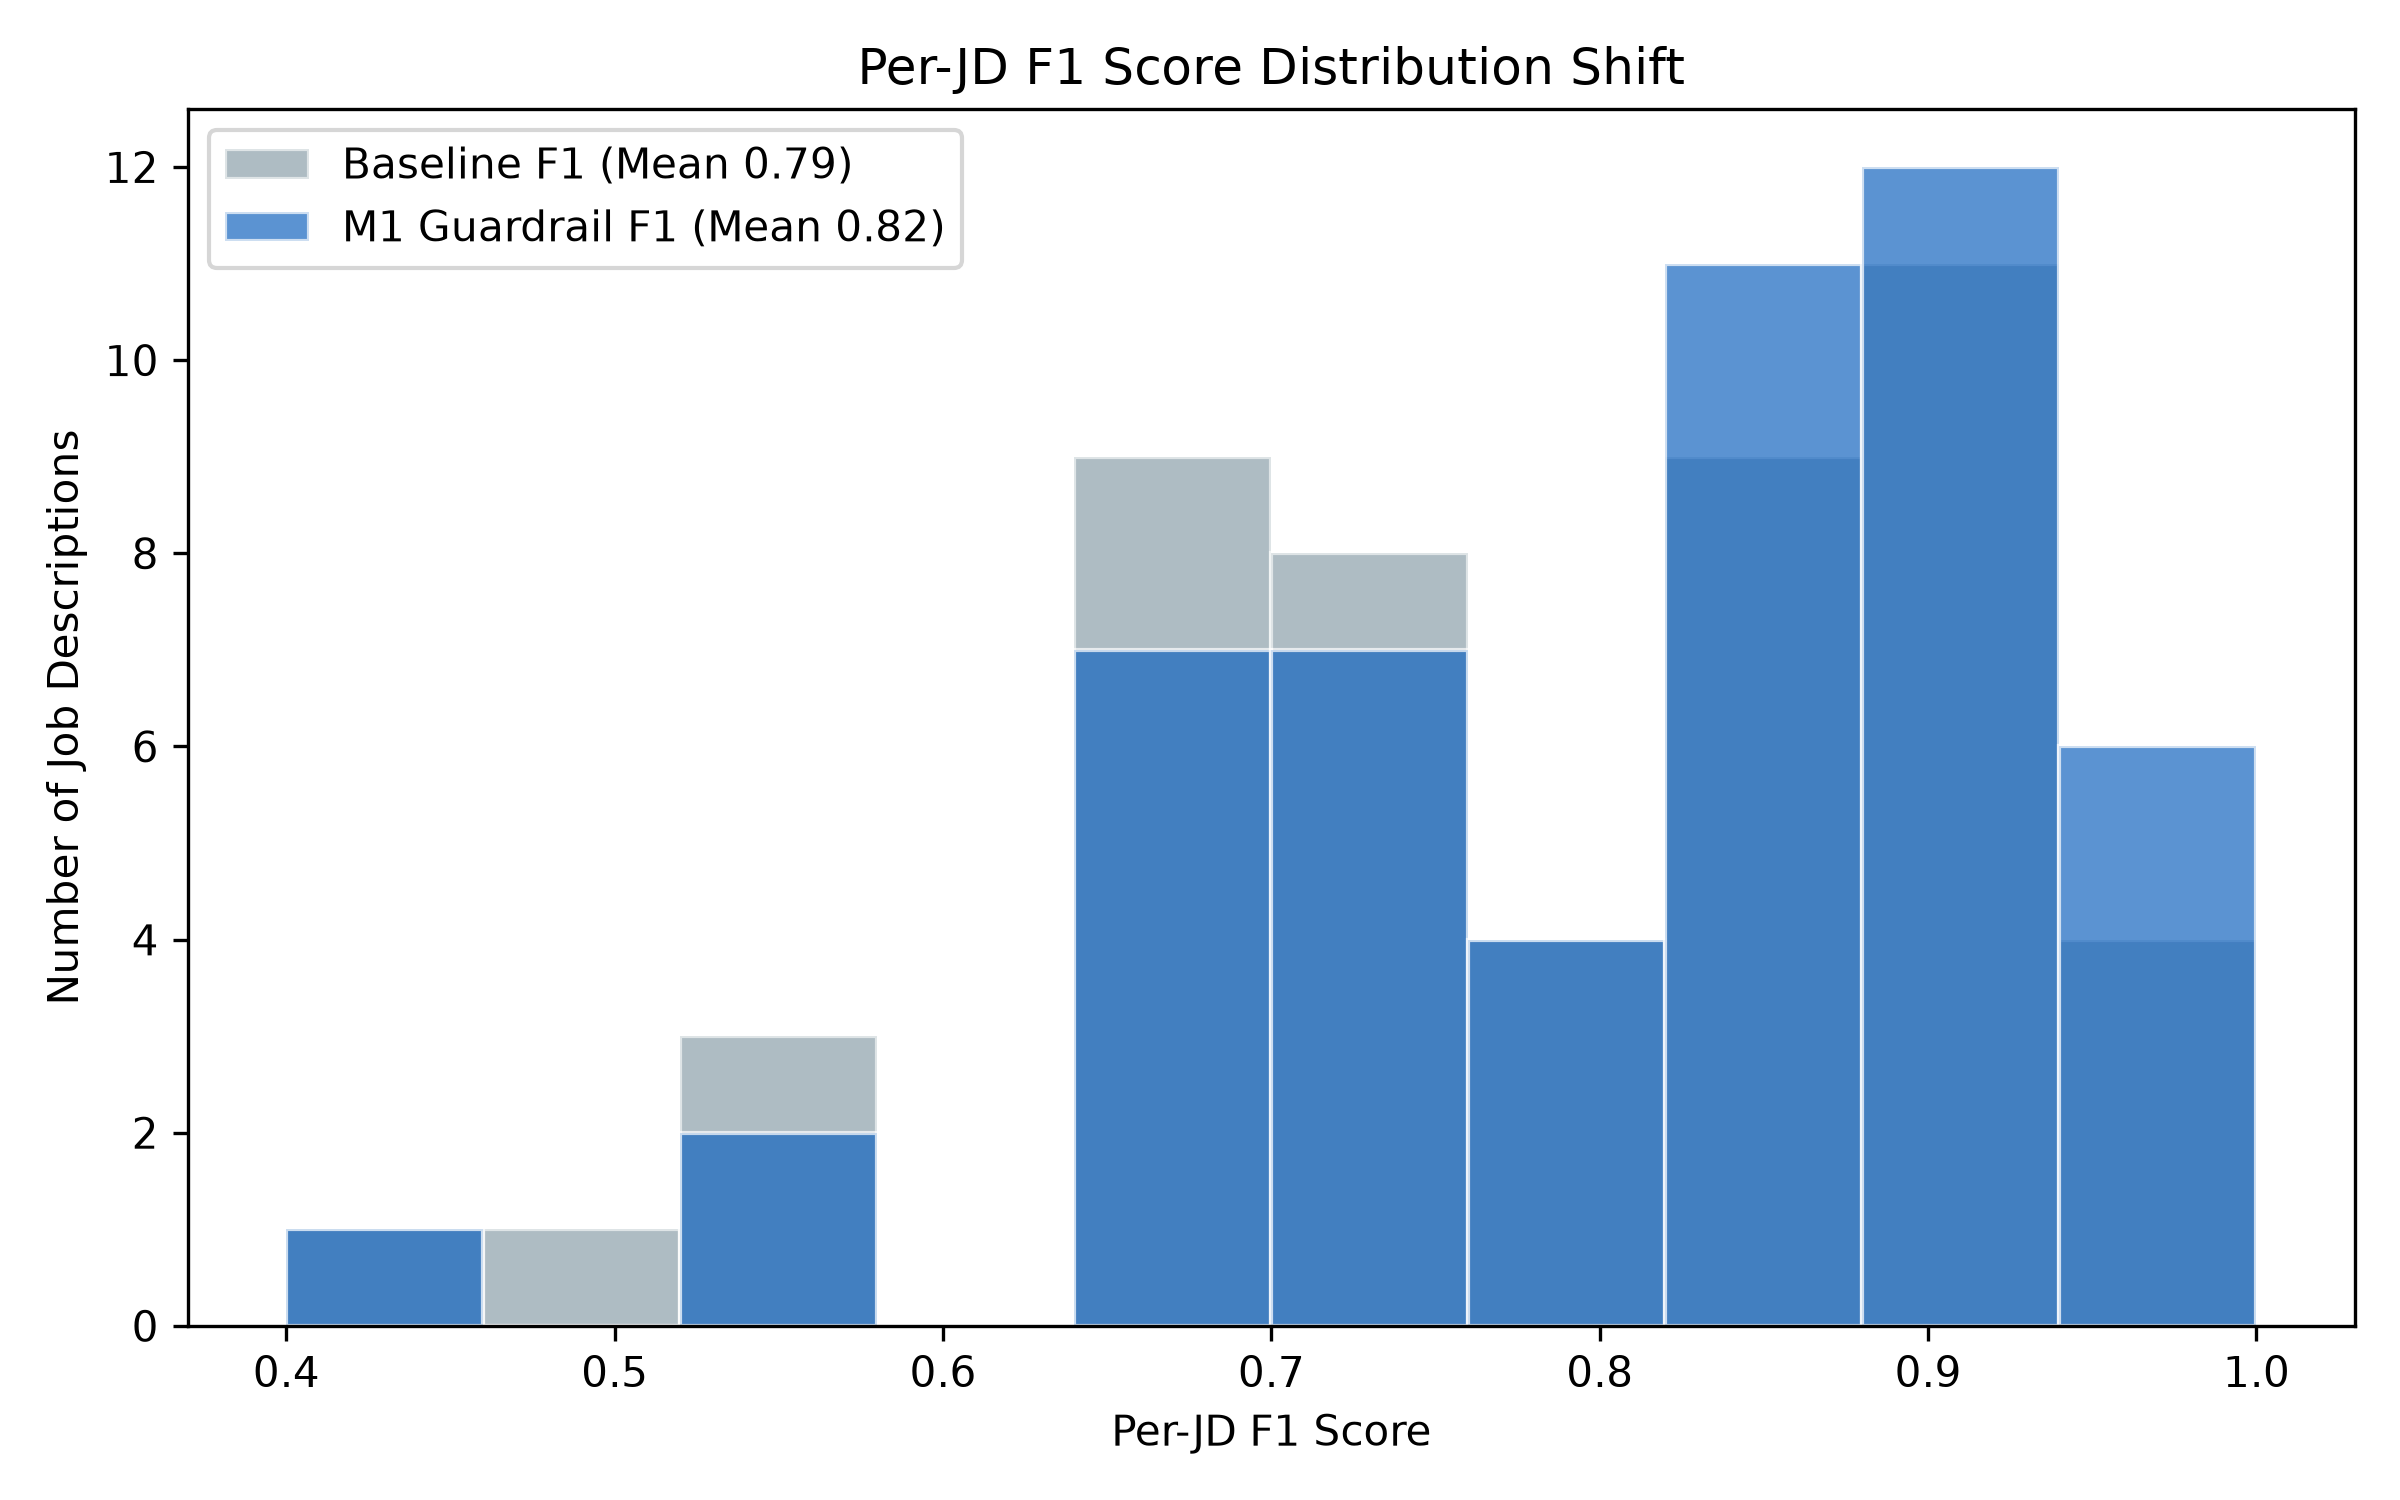 Per-JD F1 Score Distribution Shift
Baseline F1 (Mean 0.79)
M1 Guardrail F1 (Mean 0.82)
Number of Job Descriptions
12
10
8
6
4
2
0
0.4 0.5 0.6 0.7 0.8 0.9 1.0
Per-JD F1 Score